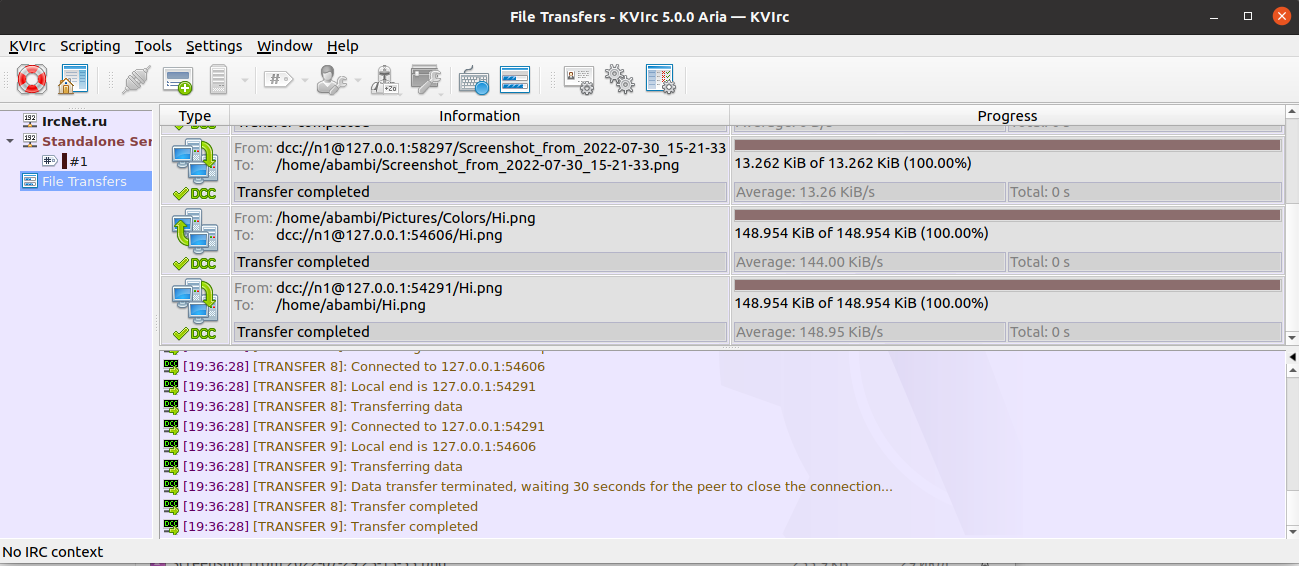 File Transfers - KVIrc 5.0.0 Aria — KVIrc
KVIrc Scripting Tools Settings Window Help
IrcNet.ru
Standalone Ser
#1
File Transfers
Type Information Progress
DCC
From: dcc://n1@127.0.0.1:58297/Screenshot_from_2022-07-30_15-21-33
To: /home/abambi/Screenshot_from_2022-07-30_15-21-33.png
13.262 KiB of 13.262 KiB (100.00%)
DCC Transfer completed Average: 13.26 KiB/s Total: 0 s
From: /home/abambi/Pictures/Colors/Hi.png
To: dcc://n1@127.0.0.1:54606/Hi.png
148.954 KiB of 148.954 KiB (100.00%)
DCC Transfer completed Average: 144.00 KiB/s Total: 0 s
From: dcc://n1@127.0.0.1:54291/Hi.png
To: /home/abambi/Hi.png
148.954 KiB of 148.954 KiB (100.00%)
DCC Transfer completed Average: 148.95 KiB/s Total: 0 s
[19:36:28] [TRANSFER 8]: Connected to 127.0.0.1:54606
[19:36:28] [TRANSFER 8]: Local end is 127.0.0.1:54291
[19:36:28] [TRANSFER 8]: Transferring data
[19:36:28] [TRANSFER 9]: Connected to 127.0.0.1:54291
[19:36:28] [TRANSFER 9]: Local end is 127.0.0.1:54606
[19:36:28] [TRANSFER 9]: Transferring data
[19:36:28] [TRANSFER 9]: Data transfer terminated, waiting 30 seconds for the peer to close the connection...
[19:36:28] [TRANSFER 8]: Transfer completed
[19:36:28] [TRANSFER 9]: Transfer completed
No IRC context